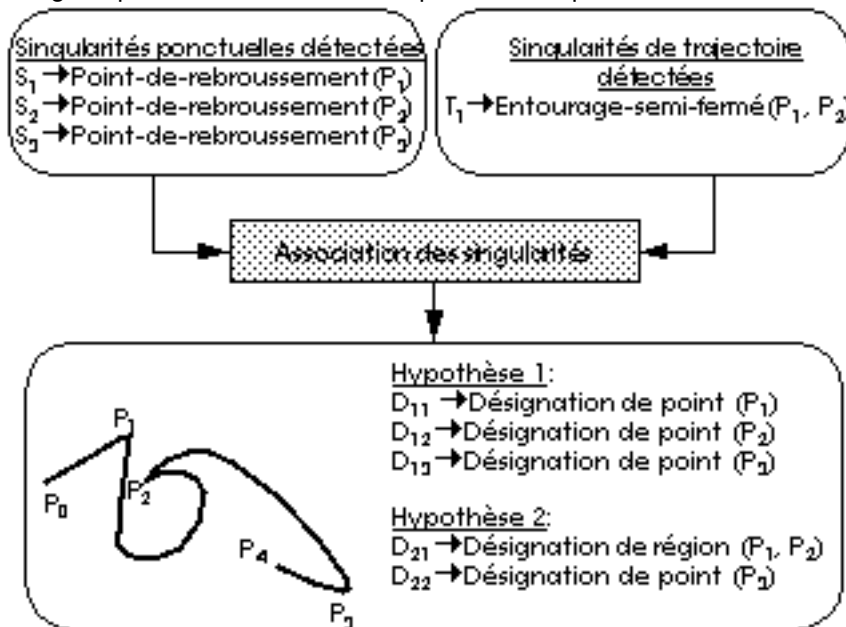 Singularités ponctuelles détectées
S₁ →Point-de-rebroussement (P₁)
S₂ →Point-de-rebroussement (P₂)
S₃ →Point-de-rebroussement (P₃)
Singularités de trajectoire
détectées
T₁ →Entourage-semi-fermé (P₁, P₂)
Association des singularités
Hypothèse 1:
D₁₁ →Désignation de point (P₁)
D₁₂ →Désignation de point (P₂)
D₁₃ →Désignation de point (P₃)
Hypothèse 2:
D₂₁ →Désignation de région (P₁, P₂)
D₂₂ →Désignation de point (P₃)
P₁
P₂
P₀
P₄
P₃